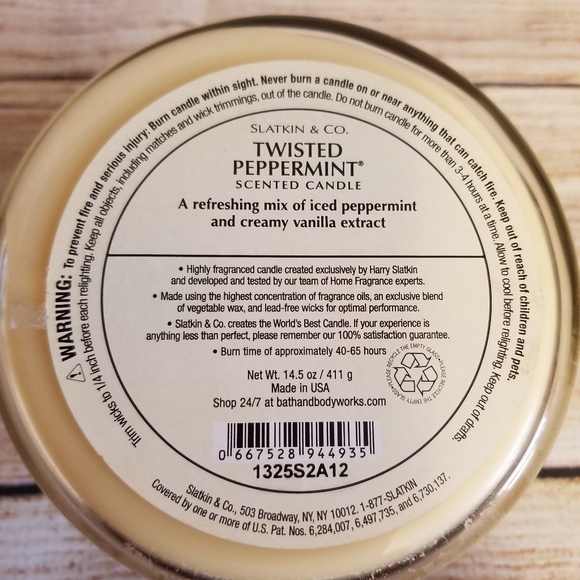 WARNING: To prevent fire and serious injury: Burn candle within sight. Never burn a candle on or near anything that can catch fire. Keep out of reach of children and pets.
Trim wicks to 1/4 inch before each relighting. Keep all objects, including matches and wick trimmings, out of the candle. Do not burn candle for more than 3-4 hours at a time. Allow to cool before relighting. Keep out of drafts.
SLATKIN & CO.
TWISTED
PEPPERMINT®
SCENTED CANDLE
A refreshing mix of iced peppermint
and creamy vanilla extract
• Highly fragranced candle created exclusively by Harry Slatkin
and developed and tested by our team of Home Fragrance experts.
• Made using the highest concentration of fragrance oils, an exclusive blend
of vegetable wax, and lead-free wicks for optimal performance.
• Slatkin & Co. creates the World's Best Candle. If your experience is
anything less than perfect, please remember our 100% satisfaction guarantee.
• Burn time of approximately 40-65 hours
Net Wt. 14.5 oz / 411 g
Made in USA
Shop 24/7 at bathandbodyworks.com
PLEASE RECYCLE THE EMPTY GLASS • PLEASE RECYCLE THE EMPTY GLASS •
0 667528 944935
1325S2A12
Slatkin & Co., 503 Broadway, NY, NY 10012. 1-877-SLATKIN
Covered by one or more of U.S. Pat. Nos. 6,284,007, 6,497,735, and 6,730,137.